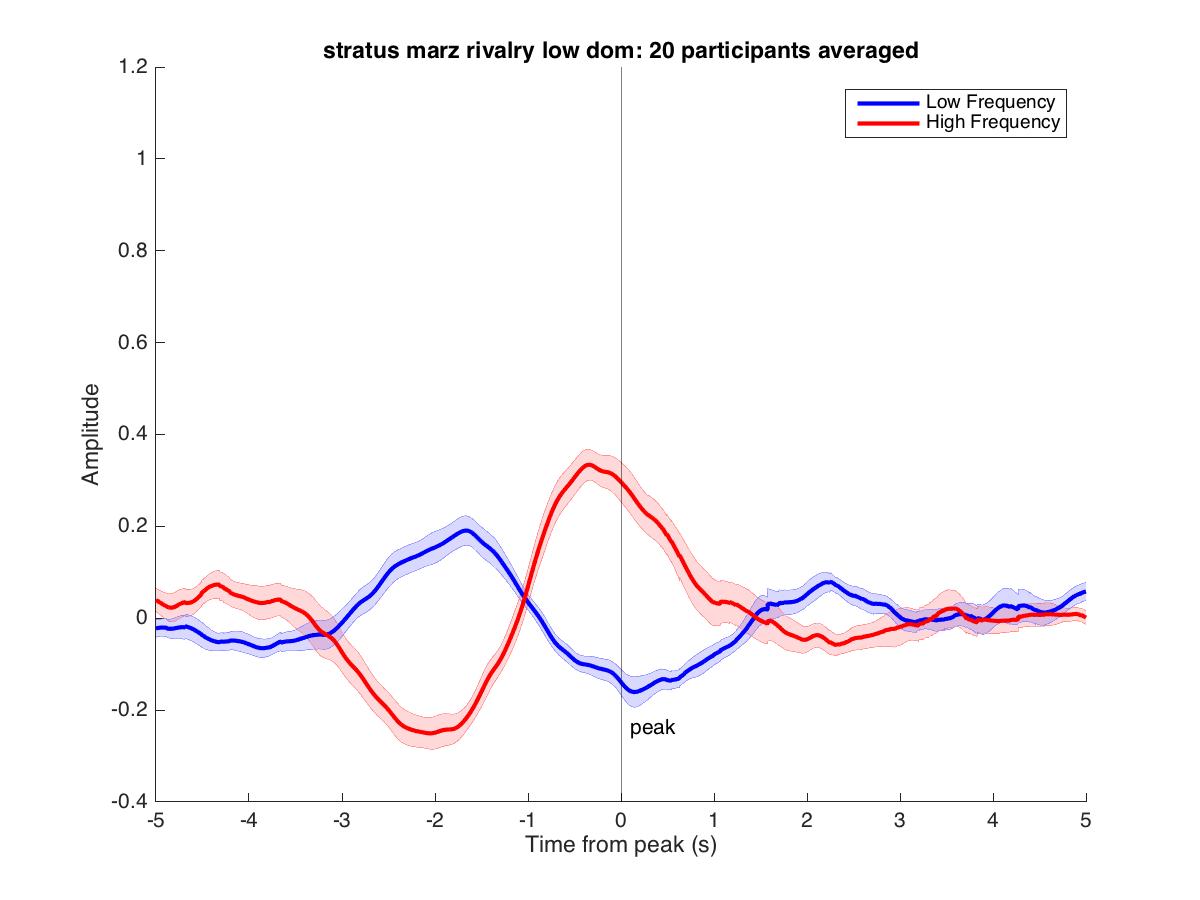 stratus marz rivalry low dom: 20 participants averaged
1.2
1
0.8
0.6
0.4
0.2
0
-0.2
-0.4
Amplitude
Low Frequency
High Frequency
peak
-5 -4 -3 -2 -1 0 1 2 3 4 5
Time from peak (s)